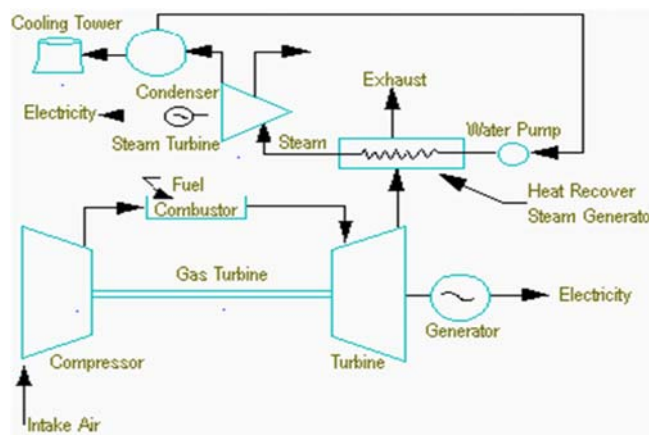 Cooling Tower
Condenser
Exhaust
Electricity
Steam Turbine
Steam
Water Pump
Heat Recover
Steam Generato
Fuel
Combustor
Gas Turbine
Electricity
Generator
Compressor
Turbine
Intake Air